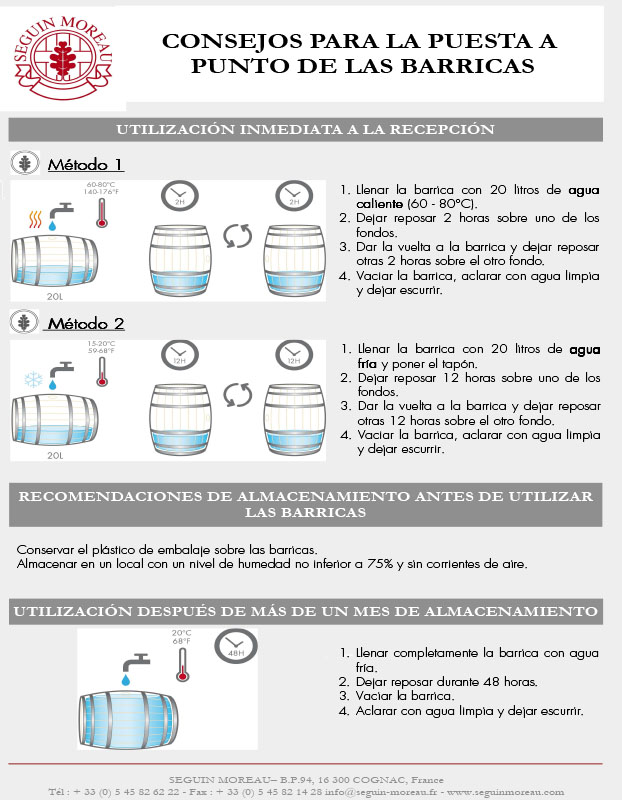 SEGUIN MOREAU
CONSEJOS PARA LA PUESTA A
PUNTO DE LAS BARRICAS
UTILIZACIÓN INMEDIATA A LA RECEPCIÓN
Método 1
60-80°C
140-176°F
2H
2H
20L
1. Llenar la barrica con 20 litros de agua
caliente (60 - 80°C).
2. Dejar reposar 2 horas sobre uno de los
fondos.
3. Dar la vuelta a la barrica y dejar reposar
otras 2 horas sobre el otro fondo.
4. Vaciar la barrica, aclarar con agua limpia
y dejar escurrir.
Método 2
15-20°C
59-68°F
12H
12H
20L
1. Llenar la barrica con 20 litros de agua
fría y poner el tapón.
2. Dejar reposar 12 horas sobre uno de los
fondos.
3. Dar la vuelta a la barrica y dejar reposar
otras 12 horas sobre el otro fondo.
4. Vaciar la barrica, aclarar con agua limpia
y dejar escurrir.
RECOMENDACIONES DE ALMACENAMIENTO ANTES DE UTILIZAR
LAS BARRICAS
Conservar el plástico de embalaje sobre las barricas.
Almacenar en un local con un nivel de humedad no inferior a 75% y sin corrientes de aire.
UTILIZACIÓN DESPUÉS DE MÁS DE UN MES DE ALMACENAMIENTO
20°C
68°F
48H
1. Llenar completamente la barrica con agua
fría.
2. Dejar reposar durante 48 horas.
3. Vaciar la barrica.
4. Aclarar con agua limpia y dejar escurrir.
SEGUIN MOREAU– B.P.94, 16 300 COGNAC, France
Tél : + 33 (0) 5 45 82 62 22 - Fax : + 33 (0) 5 45 82 14 28 info@seguin-moreau.fr - www.seguinmoreau.com